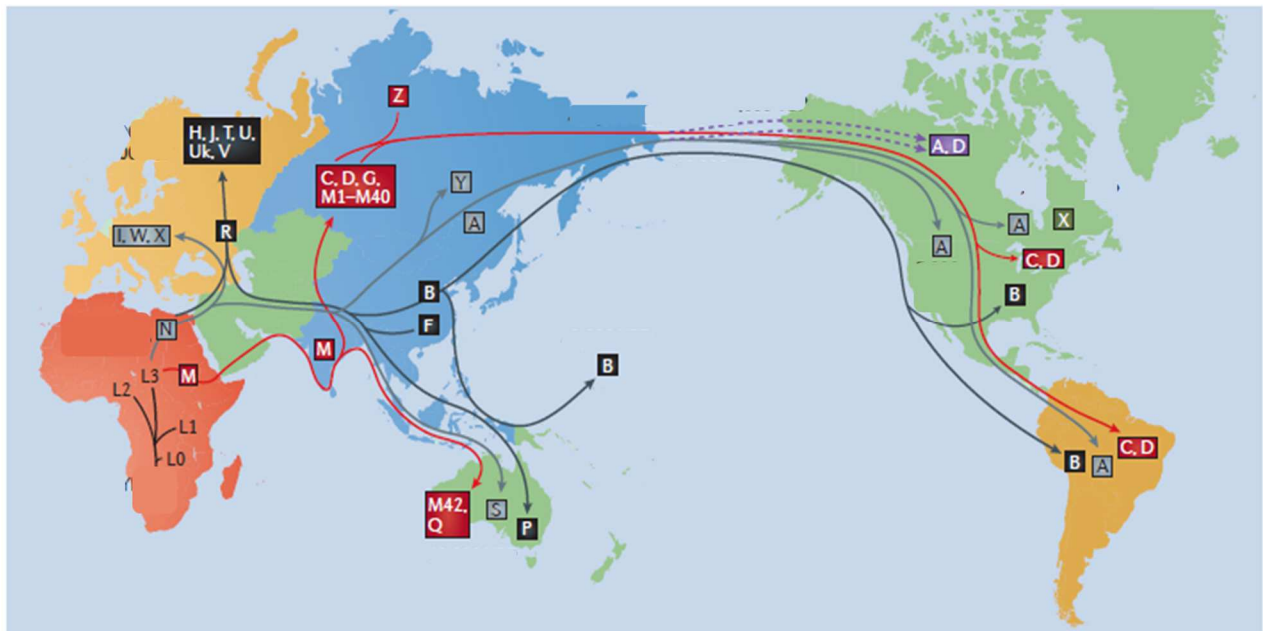 Z
H, J, T, U,
Uk, V
A, D
C, D, G,
M1–M40
Y
A
X
I, W, X
R
A
A
C, D
B
B
N
F
M
L3
M
L2
B
L1
L0
C, D
B
A
M42,
Q
S
P